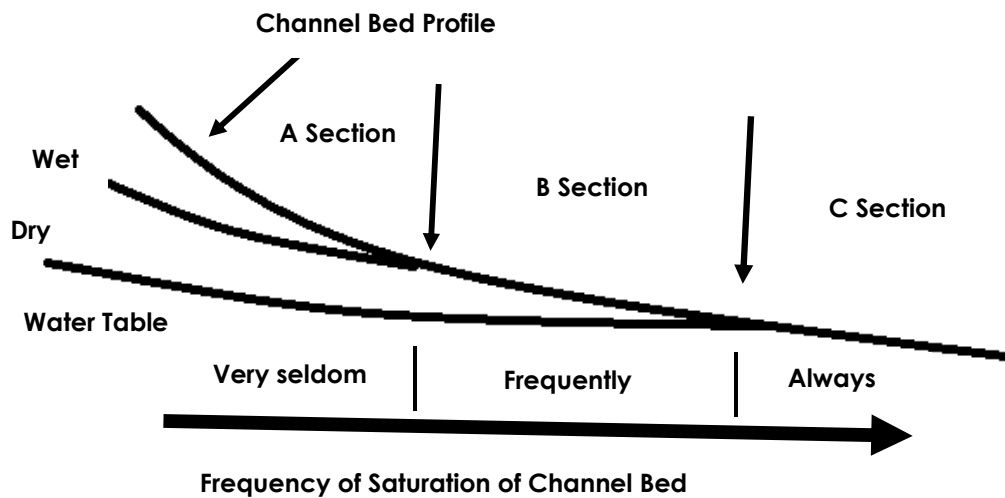 Channel Bed Profile
A Section
Wet
B Section
C Section
Dry
Water Table
Very seldom
Frequently
Always
Frequency of Saturation of Channel Bed